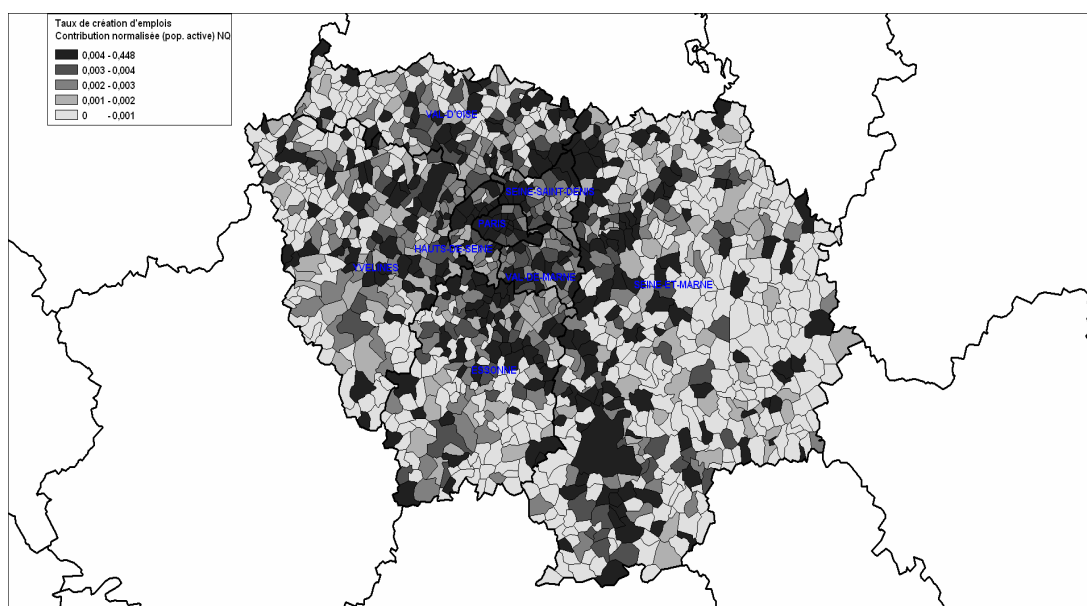 Taux de création d'emplois
Contribution normalisée (pop. active) NQ
0,004 - 0,448
0,003 - 0,004
0,002 - 0,003
0,001 - 0,002
0 - 0,001
VAL-D'OISE
SEINE-SAINT-DENIS
PARIS
HAUTS-DE-SEINE
YVELINES
VAL-DE-MARNE
SEINE-ET-MARNE
ESSONNE